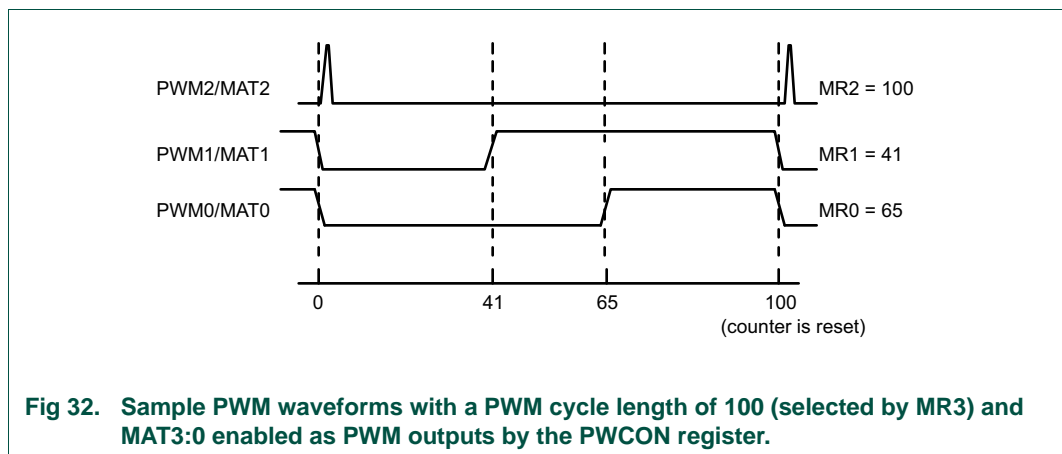 PWM2/MAT2 MR2 = 100
PWM1/MAT1 MR1 = 41
PWM0/MAT0 MR0 = 65
0 41 65 100
(counter is reset)
Fig 32. Sample PWM waveforms with a PWM cycle length of 100 (selected by MR3) and
MAT3:0 enabled as PWM outputs by the PWCON register.